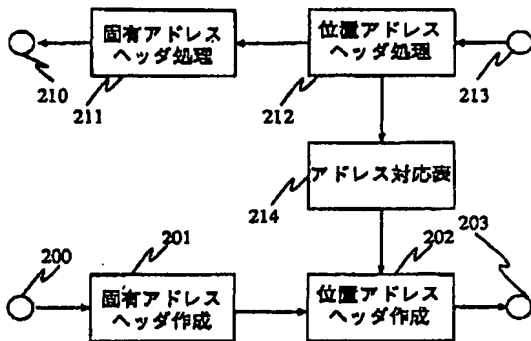 固有アドレス
ヘッダ処理
位置アドレス
ヘッダ処理
210
211
212
213
アドレス対応表
214
203
200
201
202
固有アドレス
ヘッダ作成
位置アドレス
ヘッダ作成